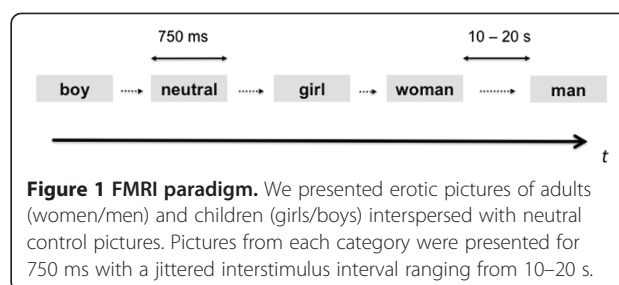 750 ms 10 – 20 s
boy neutral girl woman man
t
Figure 1 FMRI paradigm. We presented erotic pictures of adults
(women/men) and children (girls/boys) interspersed with neutral
control pictures. Pictures from each category were presented for
750 ms with a jittered interstimulus interval ranging from 10–20 s.